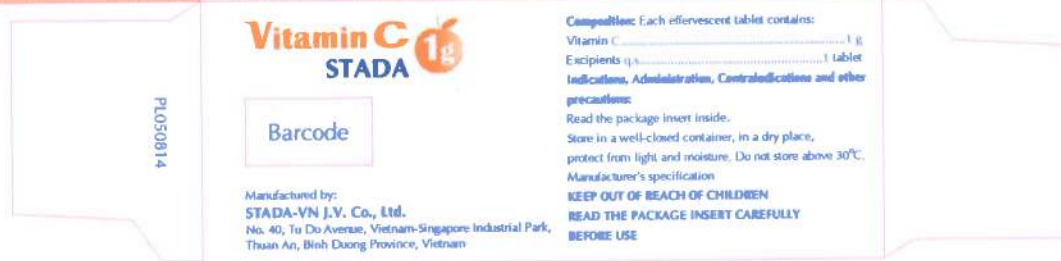 PL050814
Vitamin C 1g
STADA
Barcode
Manufactured by:
STADA-VN J.V. Co., Ltd.
No. 40, Tu Do Avenue, Vietnam-Singapore Industrial Park,
Thuan An, Binh Duong Province, Vietnam
Composition: Each effervescent tablet contains:
Vitamin C..........................................................1 g
Excipients q.s..................................................1 tablet
Indications, Administration, Contraindications and other
precautions:
Read the package insert inside.
Store in a well-closed container, in a dry place,
protect from light and moisture. Do not store above 30°C.
Manufacturer's specification
KEEP OUT OF REACH OF CHILDREN
READ THE PACKAGE INSERT CAREFULLY
BEFORE USE